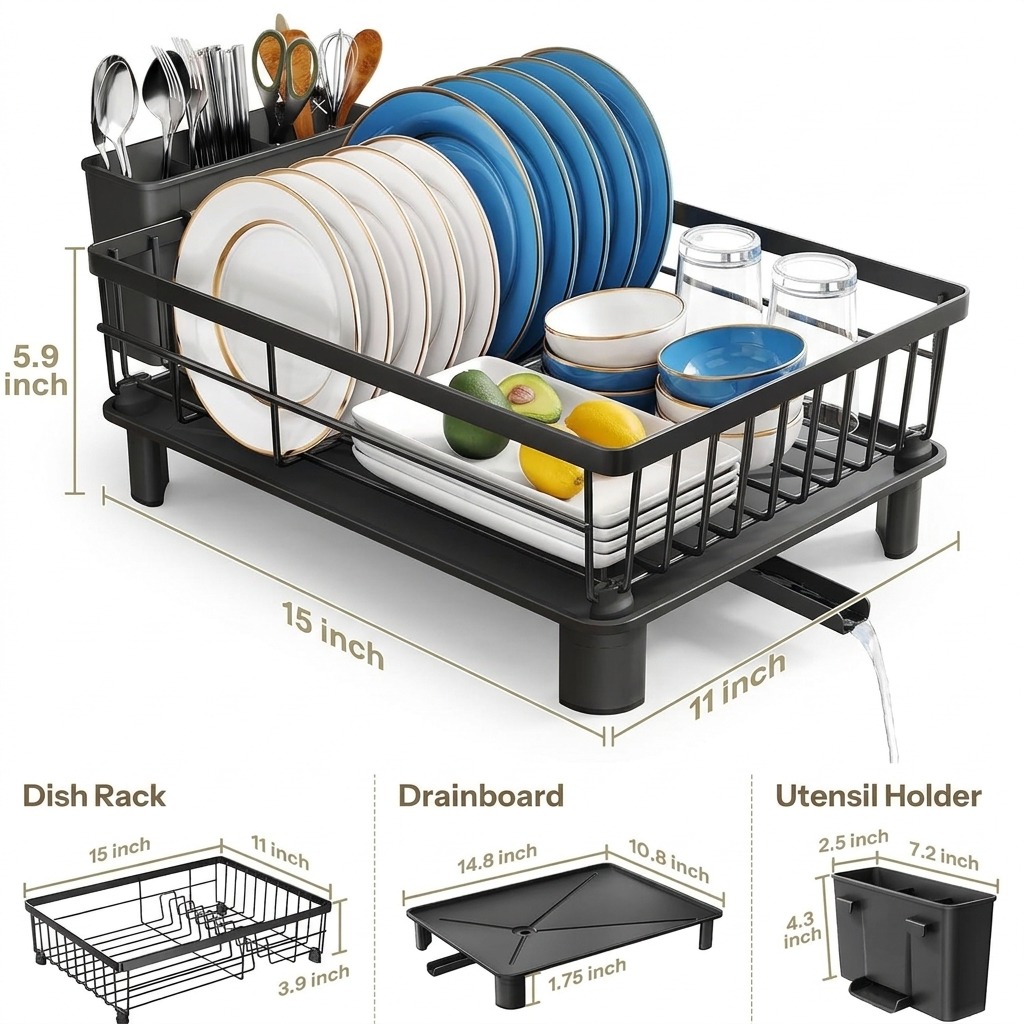 5.9
inch
15 inch
11 inch
Dish Rack
15 inch
11 inch
3.9 inch
Drainboard
14.8 inch
10.8 inch
1.75 inch
Utensil Holder
2.5 inch
7.2 inch
4.3
inch